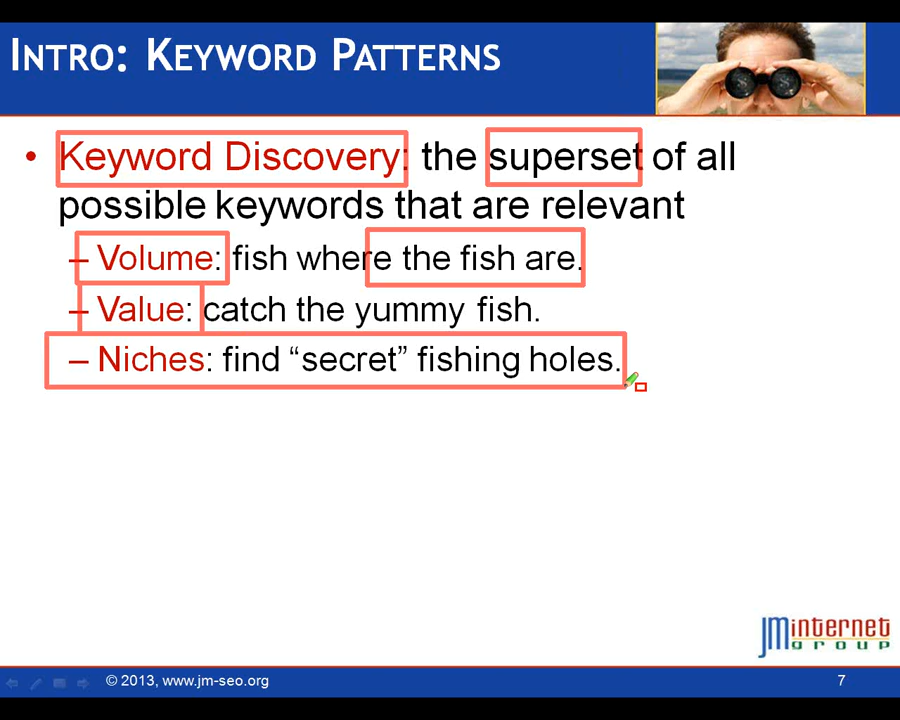 INTRO: KEYWORD PATTERNS
• Keyword Discovery: the superset of all
possible keywords that are relevant
– Volume: fish where the fish are.
– Value: catch the yummy fish.
– Niches: find “secret” fishing holes.
JMinternet
group
© 2013, www.jm-seo.org
7